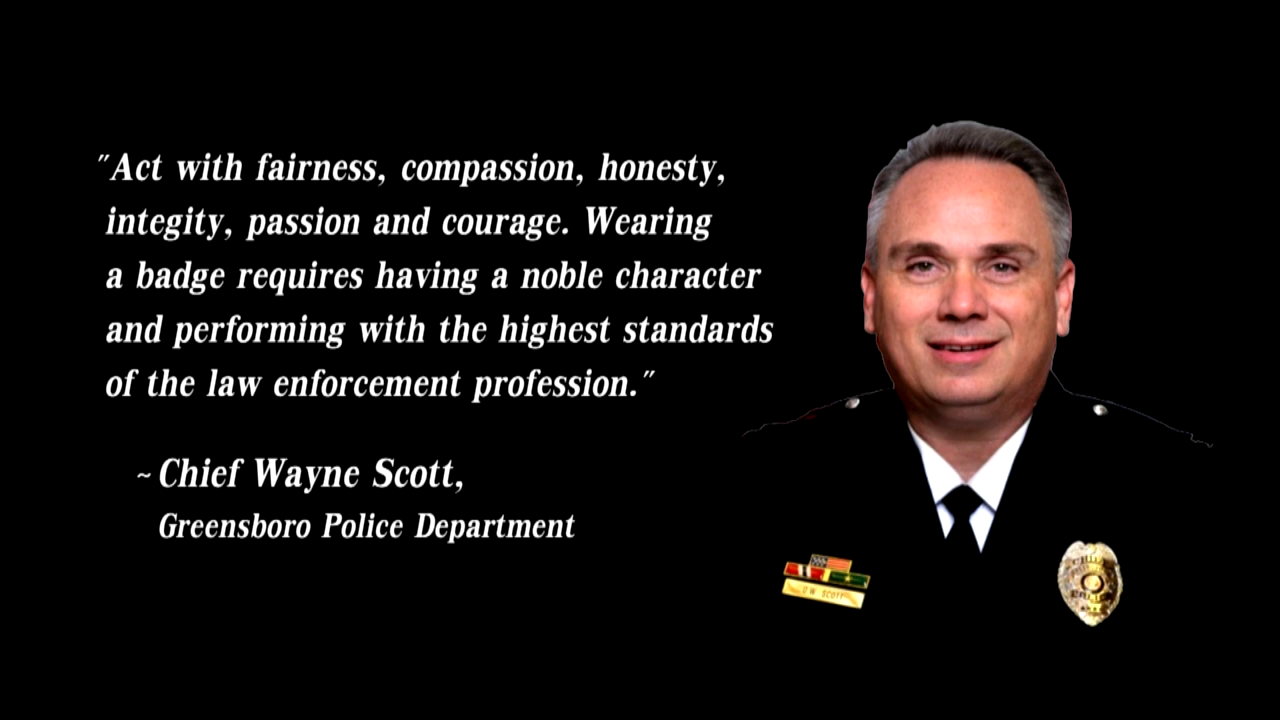 "Act with fairness, compassion, honesty,
integity, passion and courage. Wearing
a badge requires having a noble character
and performing with the highest standards
of the law enforcement profession."
~ Chief Wayne Scott,
Greensboro Police Department
D.W. SCOTT